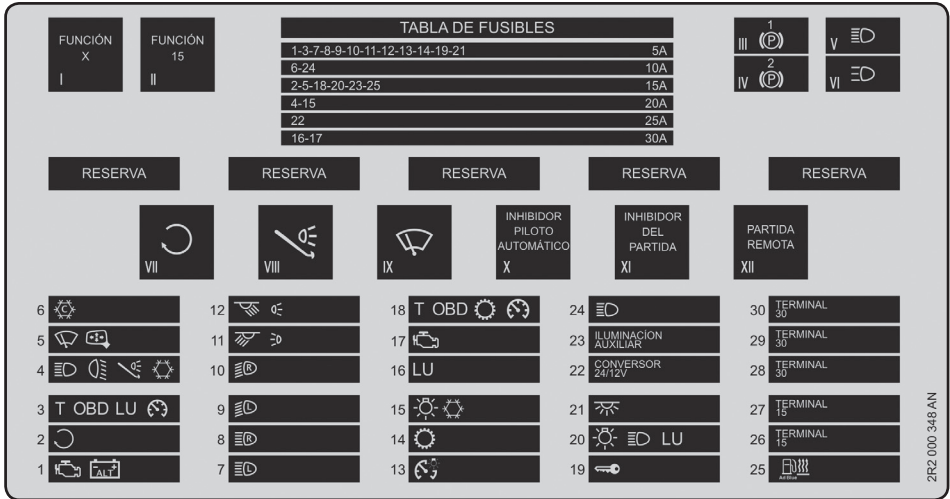 FUNCIÓN
X
I
FUNCIÓN
15
II
TABLA DE FUSIBLES
1-3-7-8-9-10-11-12-13-14-19-21 5A
6-24 10A
2-5-18-20-23-25 15A
4-15 20A
22 25A
16-17 30A
1
III (P)
V
2
IV (P)
VI
RESERVA RESERVA RESERVA RESERVA RESERVA
VII
VIII
IX
INHIBIDOR
PILOTO
AUTOMÁTICO
X
INHIBIDOR
DEL
PARTIDA
XI
PARTIDA
REMOTA
XII
6 C
5
4
3 T OBD LU
2
1 ALT
12
11
10 R
9 L
8 R
7 L
18 T OBD
17
16 LU
15
14
13
24
23 ILUMINACÍON
AUXILIAR
22 CONVERSOR
24/12V
21
20 LU
19
30 TERMINAL
30
29 TERMINAL
30
28 TERMINAL
30
27 TERMINAL
15
26 TERMINAL
15
25 Ad Blue
2R2 000 348 AN